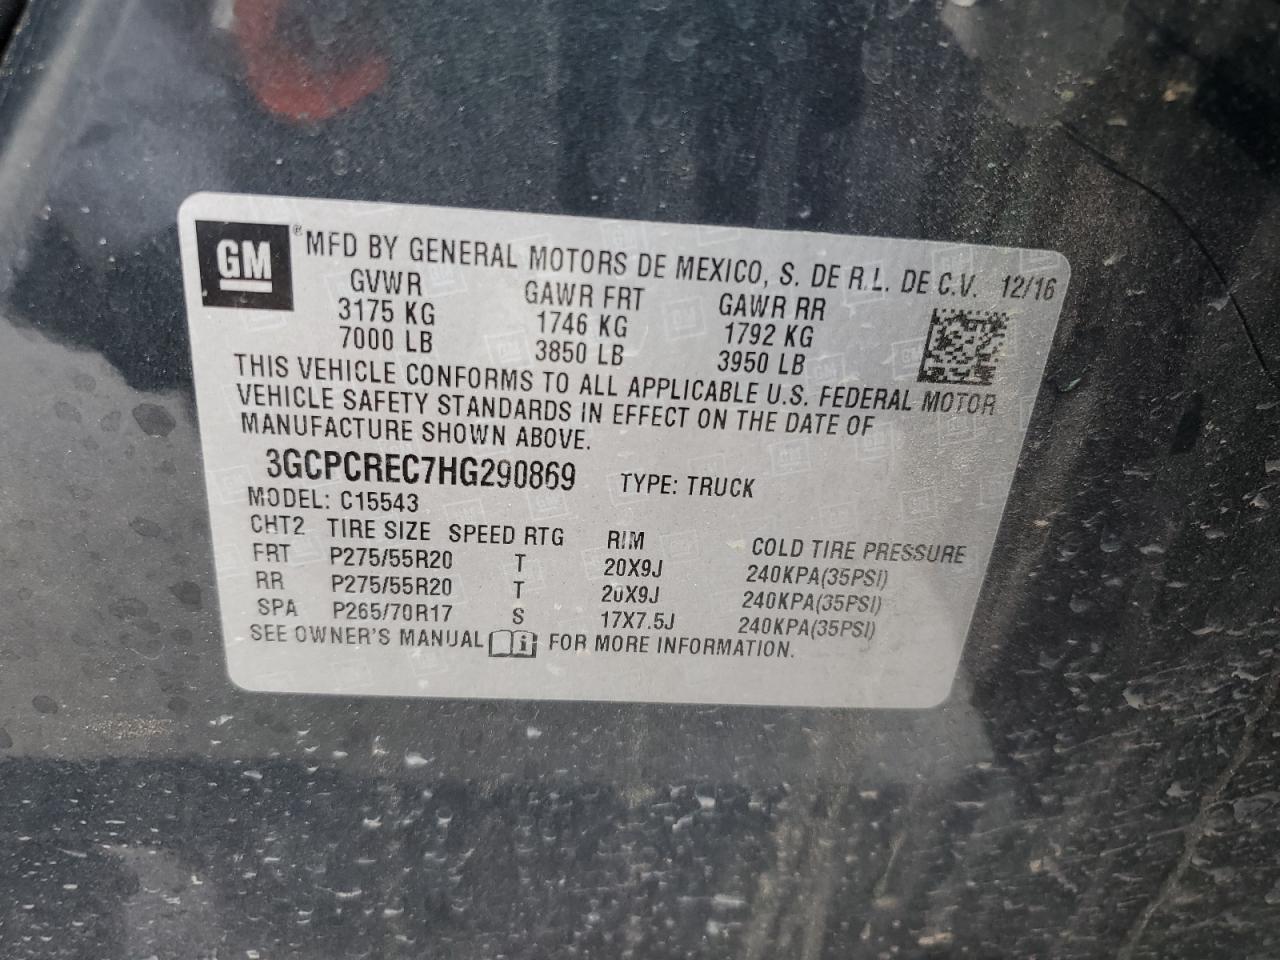 GM ® MFD BY GENERAL MOTORS DE MEXICO, S. DE R.L. DE C.V. 12/16
GVWR GAWR FRT GAWR RR
3175 KG 1746 KG 1792 KG
7000 LB 3850 LB 3950 LB
THIS VEHICLE CONFORMS TO ALL APPLICABLE U.S. FEDERAL MOTOR
VEHICLE SAFETY STANDARDS IN EFFECT ON THE DATE OF
MANUFACTURE SHOWN ABOVE.
3GCPCREC7HG290869 TYPE: TRUCK
MODEL: C15543
CHT2 TIRE SIZE SPEED RTG RIM COLD TIRE PRESSURE
FRT P275/55R20 T 20X9J 240KPA(35PSI)
RR P275/55R20 T 20X9J 240KPA(35PSI)
SPA P265/70R17 S 17X7.5J 240KPA(35PSI)
SEE OWNER'S MANUAL i FOR MORE INFORMATION.